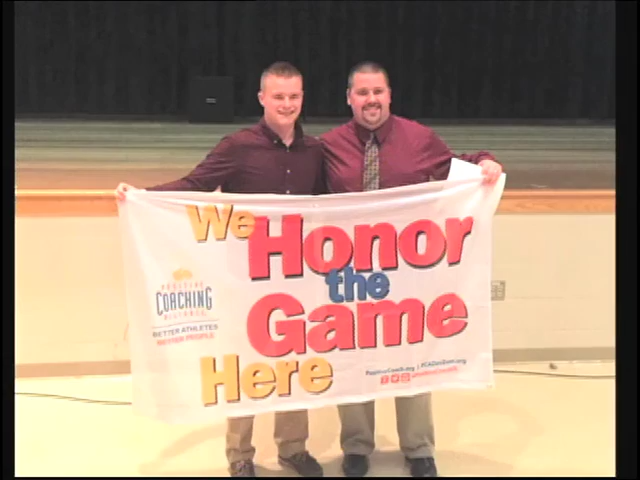 We
Honor
the
Game
Here
POSITIVE
COACHING
ALLIANCE
BETTER ATHLETES
BETTER PEOPLE